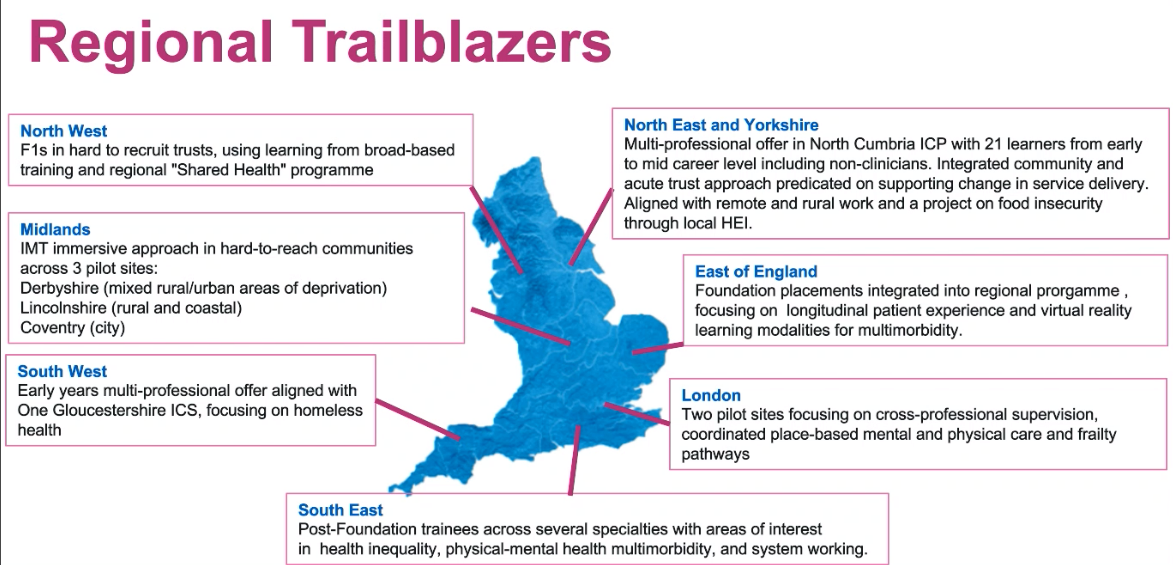 Regional Trailblazers
North West
F1s in hard to recruit trusts, using learning from broad-based
training and regional "Shared Health" programme
North East and Yorkshire
Multi-professional offer in North Cumbria ICP with 21 learners from early
to mid career level including non-clinicians. Integrated community and
acute trust approach predicated on supporting change in service delivery.
Aligned with remote and rural work and a project on food insecurity
through local HEI.
Midlands
IMT immersive approach in hard-to-reach communities
across 3 pilot sites:
Derbyshire (mixed rural/urban areas of deprivation)
Lincolnshire (rural and coastal)
Coventry (city)
East of England
Foundation placements integrated into regional prorgamme ,
focusing on longitudinal patient experience and virtual reality
learning modalities for multimorbidity.
South West
Early years multi-professional offer aligned with
One Gloucestershire ICS, focusing on homeless
health
London
Two pilot sites focusing on cross-professional supervision,
coordinated place-based mental and physical care and frailty
pathways
South East
Post-Foundation trainees across several specialties with areas of interest
in health inequality, physical-mental health multimorbidity, and system working.